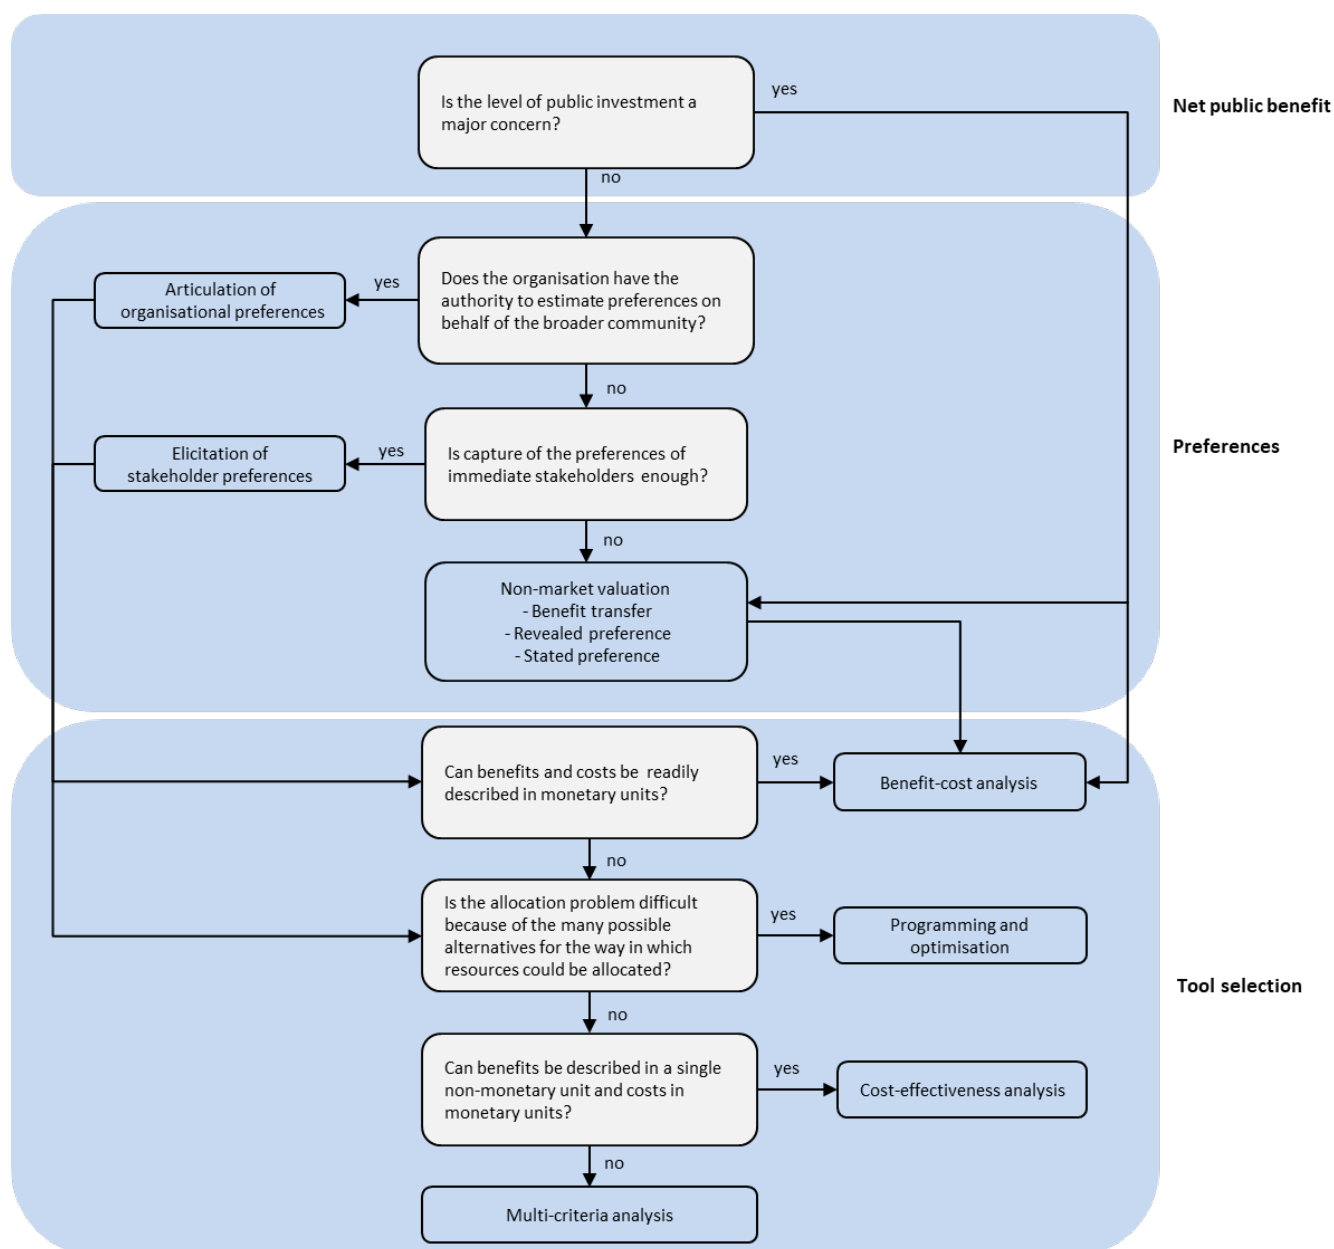 Is the level of public investment a
major concern?
yes
Net public benefit
no
Does the organisation have the
authority to estimate preferences on
behalf of the broader community?
yes
Articulation of
organisational preferences
no
Is capture of the preferences of
immediate stakeholders enough?
yes
Elicitation of
stakeholder preferences
Preferences
no
Non-market valuation
- Benefit transfer
- Revealed preference
- Stated preference
Can benefits and costs be readily
described in monetary units?
yes
Benefit-cost analysis
no
Is the allocation problem difficult
because of the many possible
alternatives for the way in which
resources could be allocated?
yes
Programming and
optimisation
Tool selection
no
Can benefits be described in a single
non-monetary unit and costs in
monetary units?
yes
Cost-effectiveness analysis
no
Multi-criteria analysis